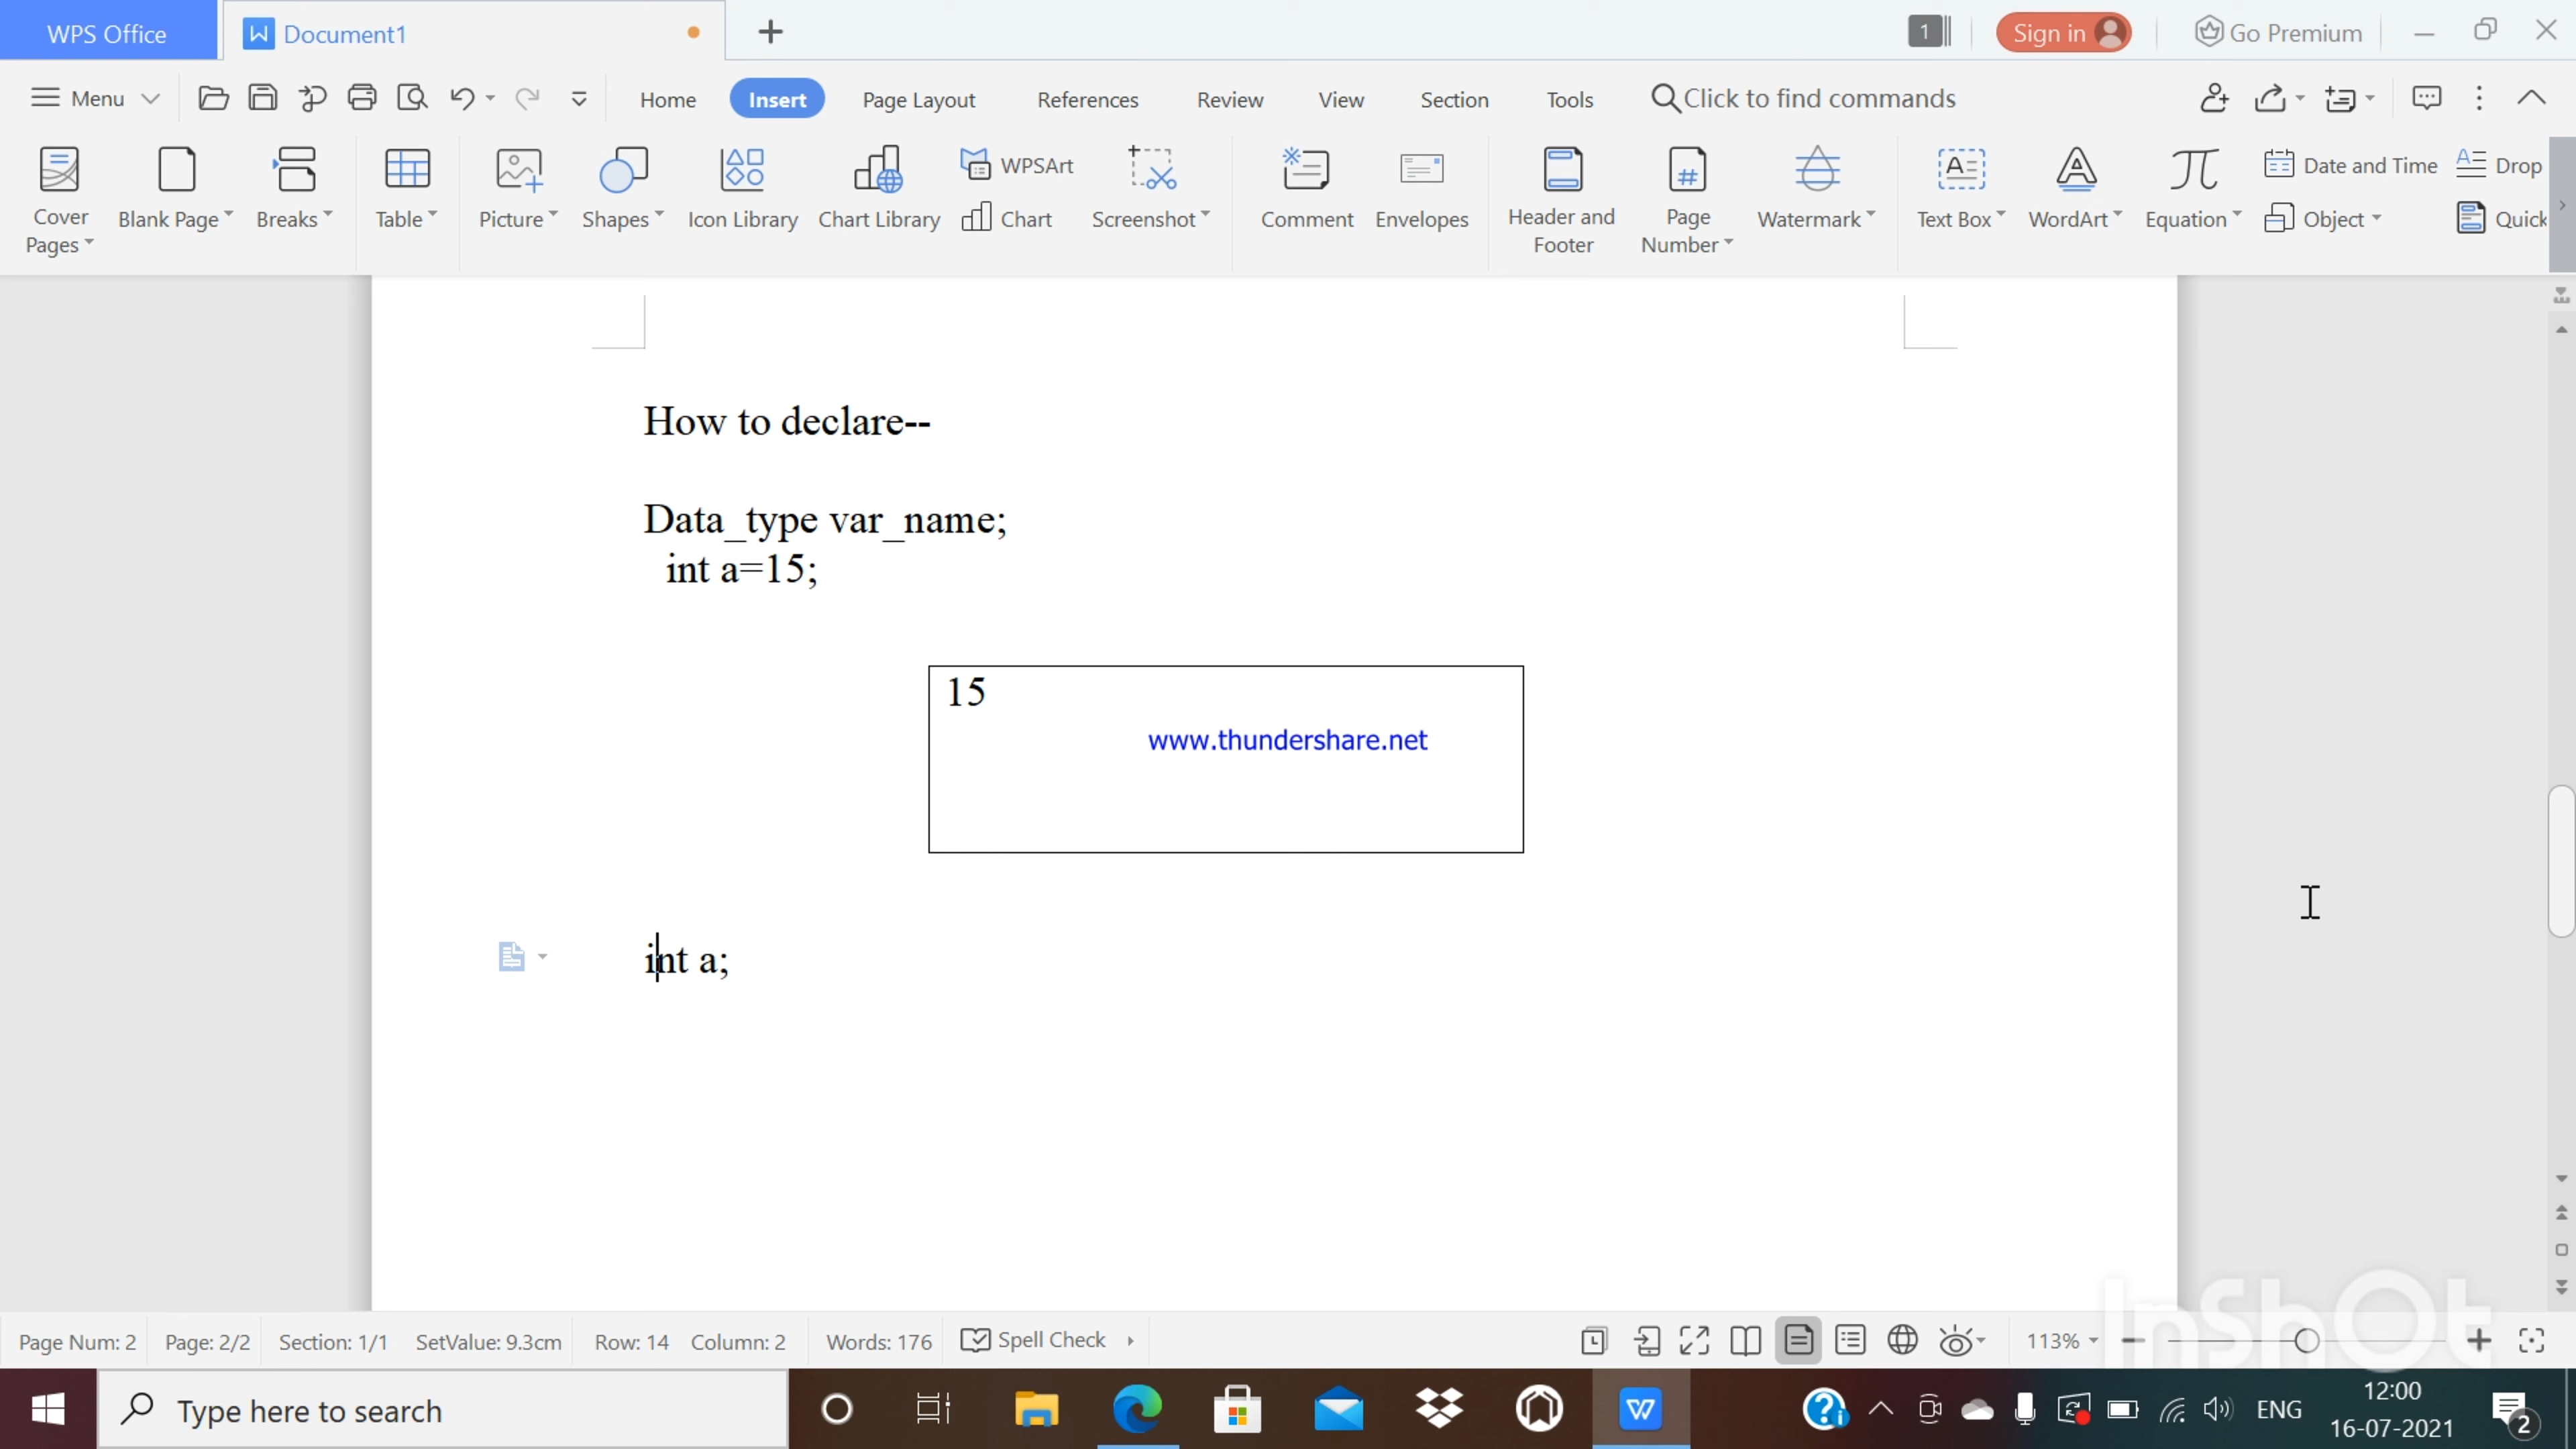 WPS Office
Document1
1
Sign in
Go Premium
Menu
Home
Insert
Page Layout
References
Review
View
Section
Tools
Click to find commands
Cover Pages
Blank Page
Breaks
Table
Picture
Shapes
Icon Library
Chart Library
WPSArt
Chart
Screenshot
Comment
Envelopes
Header and Footer
Page Number
Watermark
Text Box
WordArt
Equation
Date and Time
Object
Drop
Quick
How to declare--
Data_type var_name;
int a=15;
15
www.thundershare.net
int a;
InShOt
Page Num: 2
Page: 2/2
Section: 1/1
SetValue: 9.3cm
Row: 14
Column: 2
Words: 176
Spell Check
113%
Type here to search
ENG
12:00
16-07-2021
2